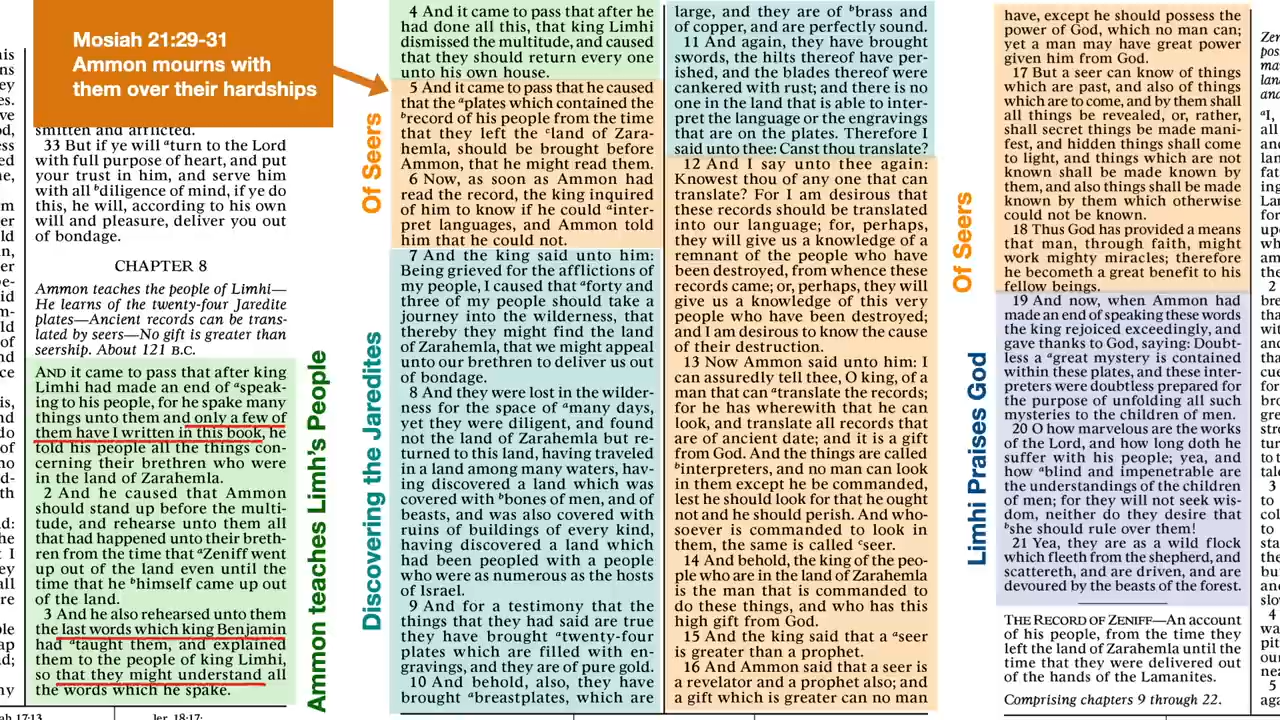 Mosiah 21:29-31
Ammon mourns with
them over their hardships
smitten and afflicted.
33 But if ye will ᵃturn to the Lord
with full purpose of heart, and put
your trust in him, and serve him
with all ᵇdiligence of mind, if ye do
this, he will, according to his own
will and pleasure, deliver you out
of bondage.
CHAPTER 8
Ammon teaches the people of Limhi—
He learns of the twenty-four Jaredite
plates—Ancient records can be trans-
lated by seers—No gift is greater than
seership. About 121 B.C.
AND it came to pass that after king
Limhi had made an end of ᵃspeak-
ing to his people, for he spake many
things unto them and only a few of
them have I written in this book, he
told his people all the things con-
cerning their brethren who were
in the land of Zarahemla.
2 And he caused that Ammon
should stand up before the multi-
tude, and rehearse unto them all
that had happened unto their breth-
ren from the time that ᵃZeniff went
up out of the land even until the
time that he ᵇhimself came up out
of the land.
3 And he also rehearsed unto them
the last words which king Benjamin
had ᵃtaught them, and explained
them to the people of king Limhi,
so that they might understand all
the words which he spake.
Ammon teaches Limh's People
4 And it came to pass that after he
had done all this, that king Limhi
dismissed the multitude, and caused
that they should return every one
unto his own house.
5 And it came to pass that he caused
that the ᵃplates which contained the
ᵇrecord of his people from the time
that they left the ᶜland of Zara-
hemla, should be brought before
Ammon, that he might read them.
6 Now, as soon as Ammon had
read the record, the king inquired
of him to know if he could ᵃinter-
pret languages, and Ammon told
him that he could not.
Of Seers
7 And the king said unto him:
Being grieved for the afflictions of
my people, I caused that ᵃforty and
three of my people should take a
journey into the wilderness, that
thereby they might find the land
of Zarahemla, that we might appeal
unto our brethren to deliver us out
of bondage.
8 And they were lost in the wilder-
ness for the space of ᵃmany days,
yet they were diligent, and found
not the land of Zarahemla but re-
turned to this land, having traveled
in a land among many waters, hav-
ing discovered a land which was
covered with ᵇbones of men, and of
beasts, and was also covered with
ruins of buildings of every kind,
having discovered a land which
had been peopled with a people
who were as numerous as the hosts
of Israel.
9 And for a testimony that the
things that they had said are true
they have brought ᵃtwenty-four
plates which are filled with en-
gravings, and they are of pure gold.
10 And behold, also, they have
brought ᵃbreastplates, which are
Discovering the Jaredites
large, and they are of ᵇbrass and
of copper, and are perfectly sound.
11 And again, they have brought
swords, the hilts thereof have per-
ished, and the blades thereof were
cankered with rust; and there is no
one in the land that is able to inter-
pret the language or the engravings
that are on the plates. Therefore I
said unto thee: Canst thou translate?
12 And I say unto thee again:
Knowest thou of any one that can
translate? For I am desirous that
these records should be translated
into our language; for, perhaps,
they will give us a knowledge of a
remnant of the people who have
been destroyed, from whence these
records came; or, perhaps, they will
give us a knowledge of this very
people who have been destroyed;
and I am desirous to know the cause
of their destruction.
13 Now Ammon said unto him: I
can assuredly tell thee, O king, of a
man that can ᵃtranslate the records;
for he has wherewith that he can
look, and translate all records that
are of ancient date; and it is a gift
from God. And the things are called
ᵇinterpreters, and no man can look
in them except he be commanded,
lest he should look for that he ought
not and he should perish. And who-
soever is commanded to look in
them, the same is called ᶜseer.
14 And behold, the king of the peo-
ple who are in the land of Zarahemla
is the man that is commanded to
do these things, and who has this
high gift from God.
15 And the king said that a ᵃseer
is greater than a prophet.
16 And Ammon said that a seer is
a revelator and a prophet also; and
a gift which is greater can no man
Of Seers
have, except he should possess the
power of God, which no man can;
yet a man may have great power
given him from God.
17 But a seer can know of things
which are past, and also of things
which are to come, and by them shall
all things be revealed, or, rather,
shall secret things be made mani-
fest, and hidden things shall come
to light, and things which are not
known shall be made known by
them, and also things shall be made
known by them which otherwise
could not be known.
18 Thus God has provided a means
that man, through faith, might
work mighty miracles; therefore
he becometh a great benefit to his
fellow beings.
19 And now, when Ammon had
made an end of speaking these words
the king rejoiced exceedingly, and
gave thanks to God, saying: Doubt-
less a ᵃgreat mystery is contained
within these plates, and these inter-
preters were doubtless prepared for
the purpose of unfolding all such
mysteries to the children of men.
20 O how marvelous are the works
of the Lord, and how long doth he
suffer with his people; yea, and
how ᵃblind and impenetrable are
the understandings of the children
of men; for they will not seek wis-
dom, neither do they desire that
ᵇshe should rule over them!
21 Yea, they are as a wild flock
which fleeth from the shepherd, and
scattereth, and are driven, and are
devoured by the beasts of the forest.
Limhi Praises God
THE RECORD OF ZENIFF—An account
of his people, from the time they
left the land of Zarahemla until the
time that they were delivered out
of the hands of the Lamanites.
Comprising chapters 9 through 22.